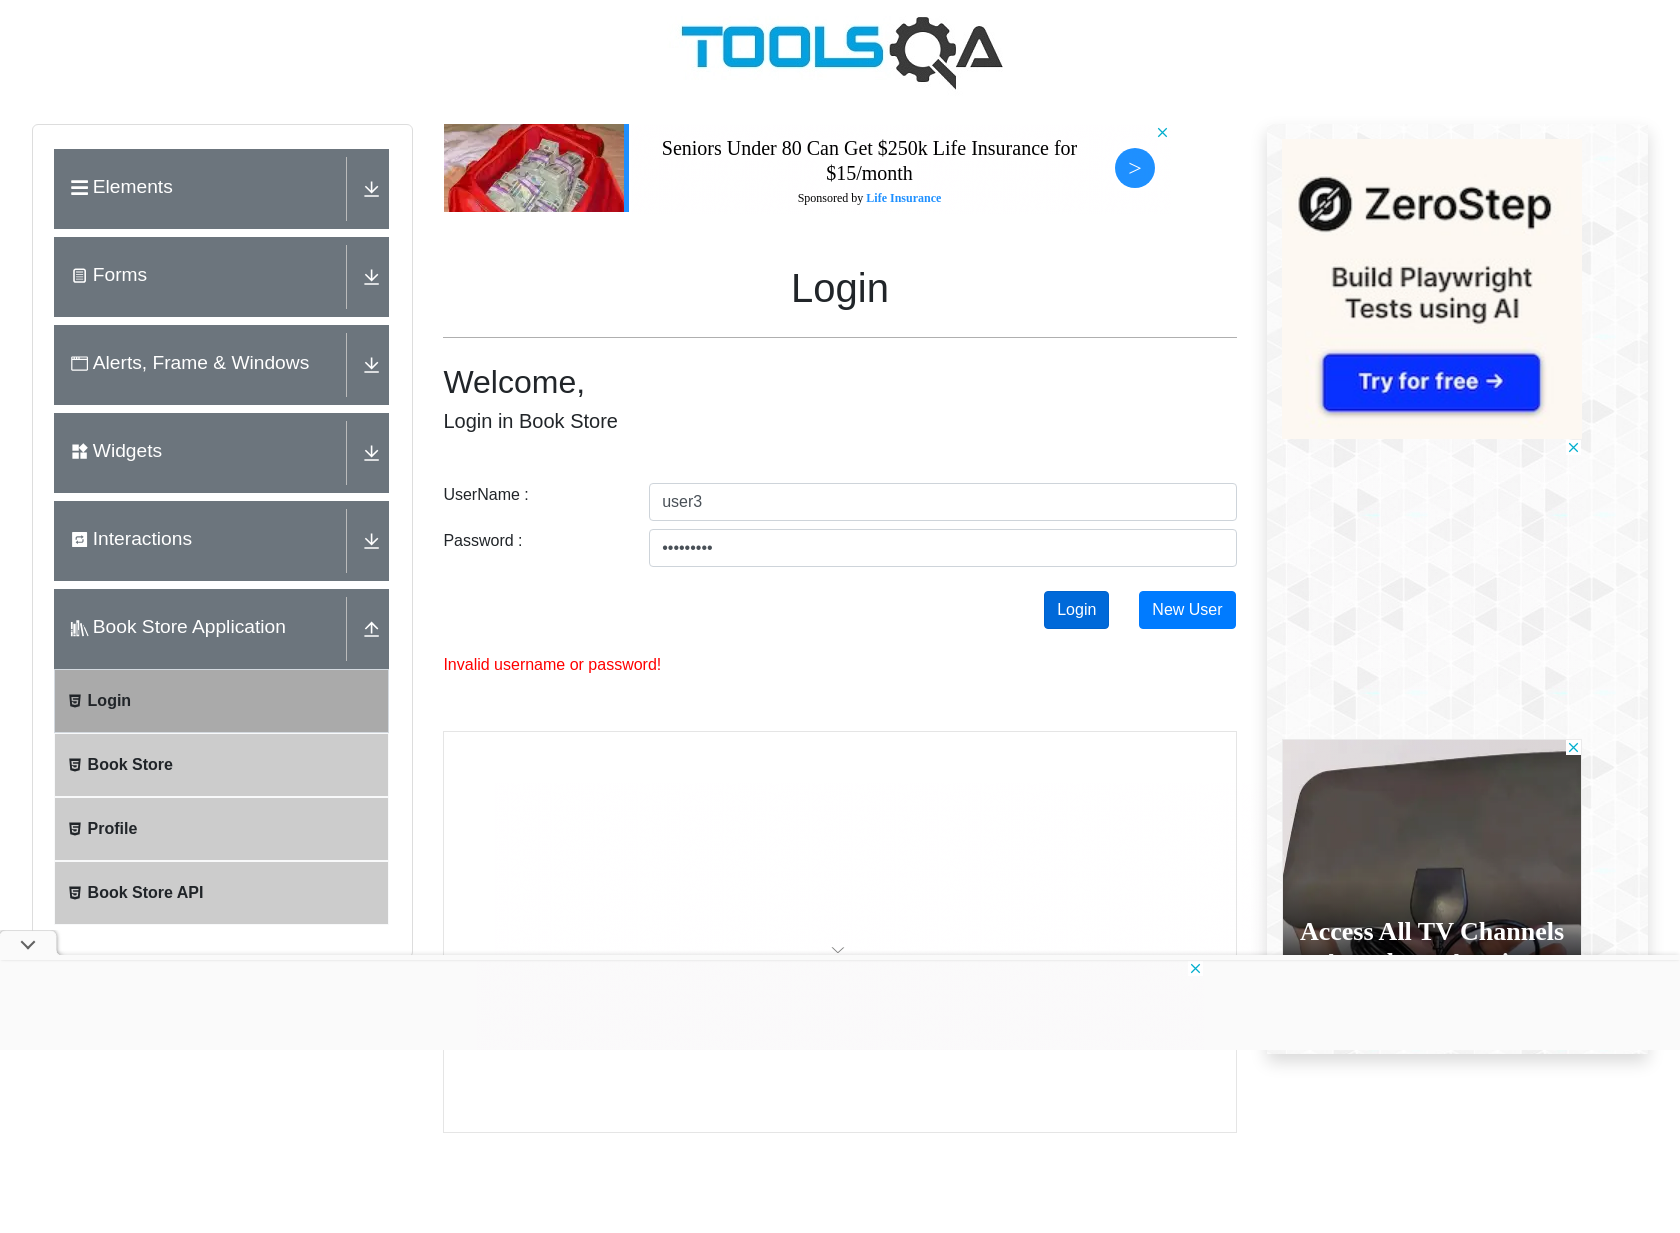 TOOLSQA
Elements
Forms
Alerts, Frame & Windows
Widgets
Interactions
Book Store Application
Login
Book Store
Profile
Book Store API
Seniors Under 80 Can Get $250k Life Insurance for
$15/month
Sponsored by Life Insurance
>
Login
Welcome,
Login in Book Store
UserName :
user3
Password :
•••••••••
Login
New User
Invalid username or password!
ZeroStep
Build Playwright
Tests using AI
Try for free →
Access All TV Channels